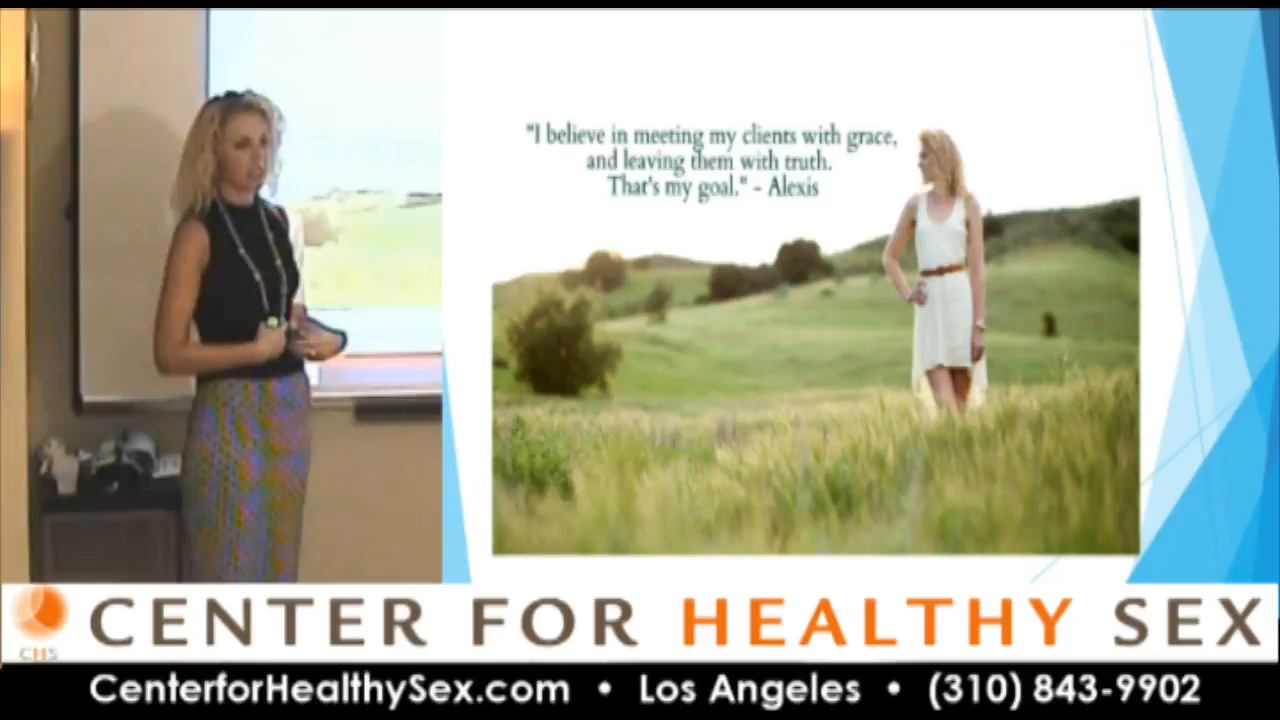 "I believe in meeting my clients with grace,
and leaving them with truth.
That's my goal." - Alexis
CENTER FOR HEALTHY SEX
CHS
CenterforHealthySex.com • Los Angeles • (310) 843-9902